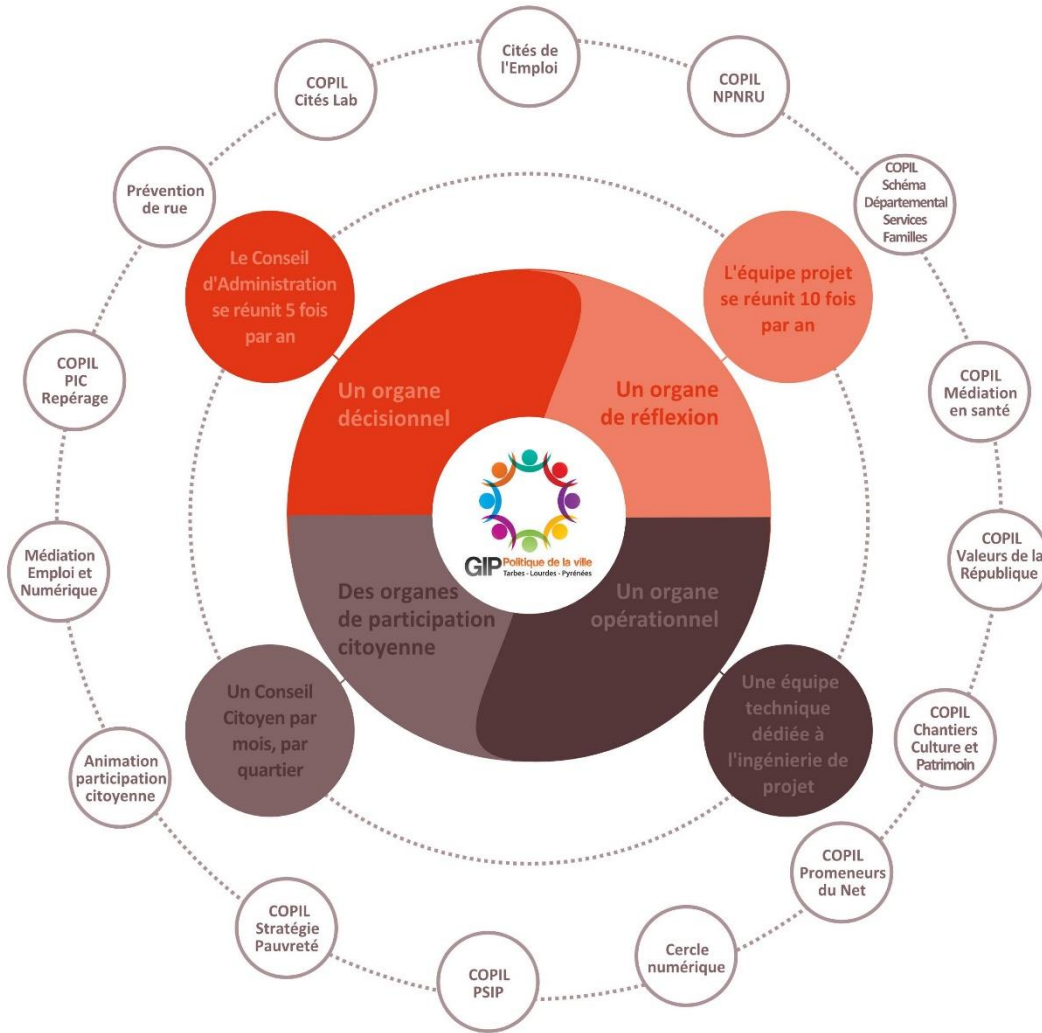 Cités de
l'Emploi
COPIL
NPNRU
COPIL
Cités Lab
COPIL
Schéma
Départemental
Services
Familles
Prévention
de rue
Le Conseil
d'Administration
se réunit 5 fois
par an
L'équipe projet
se réunit 10 fois
par an
COPIL
PIC
Repérage
COPIL
Médiation
en santé
Un organe
décisionnel
Un organe
de réflexion
GIP Politique de la ville
Tarbes - Lourdes - Pyrénées
Médiation
Emploi et
Numérique
COPIL
Valeurs de la
République
Des organes
de participation
citoyenne
Un organe
opérationnel
Un Conseil
Citoyen par
mois, par
quartier
Une équipe
technique
dédiée à
l'ingénierie de
projet
COPIL
Chantiers
Culture et
Patrimoin
Animation
participation
citoyenne
COPIL
Promeneurs
du Net
COPIL
Stratégie
Pauvreté
Cercle
numérique
COPIL
PSIP